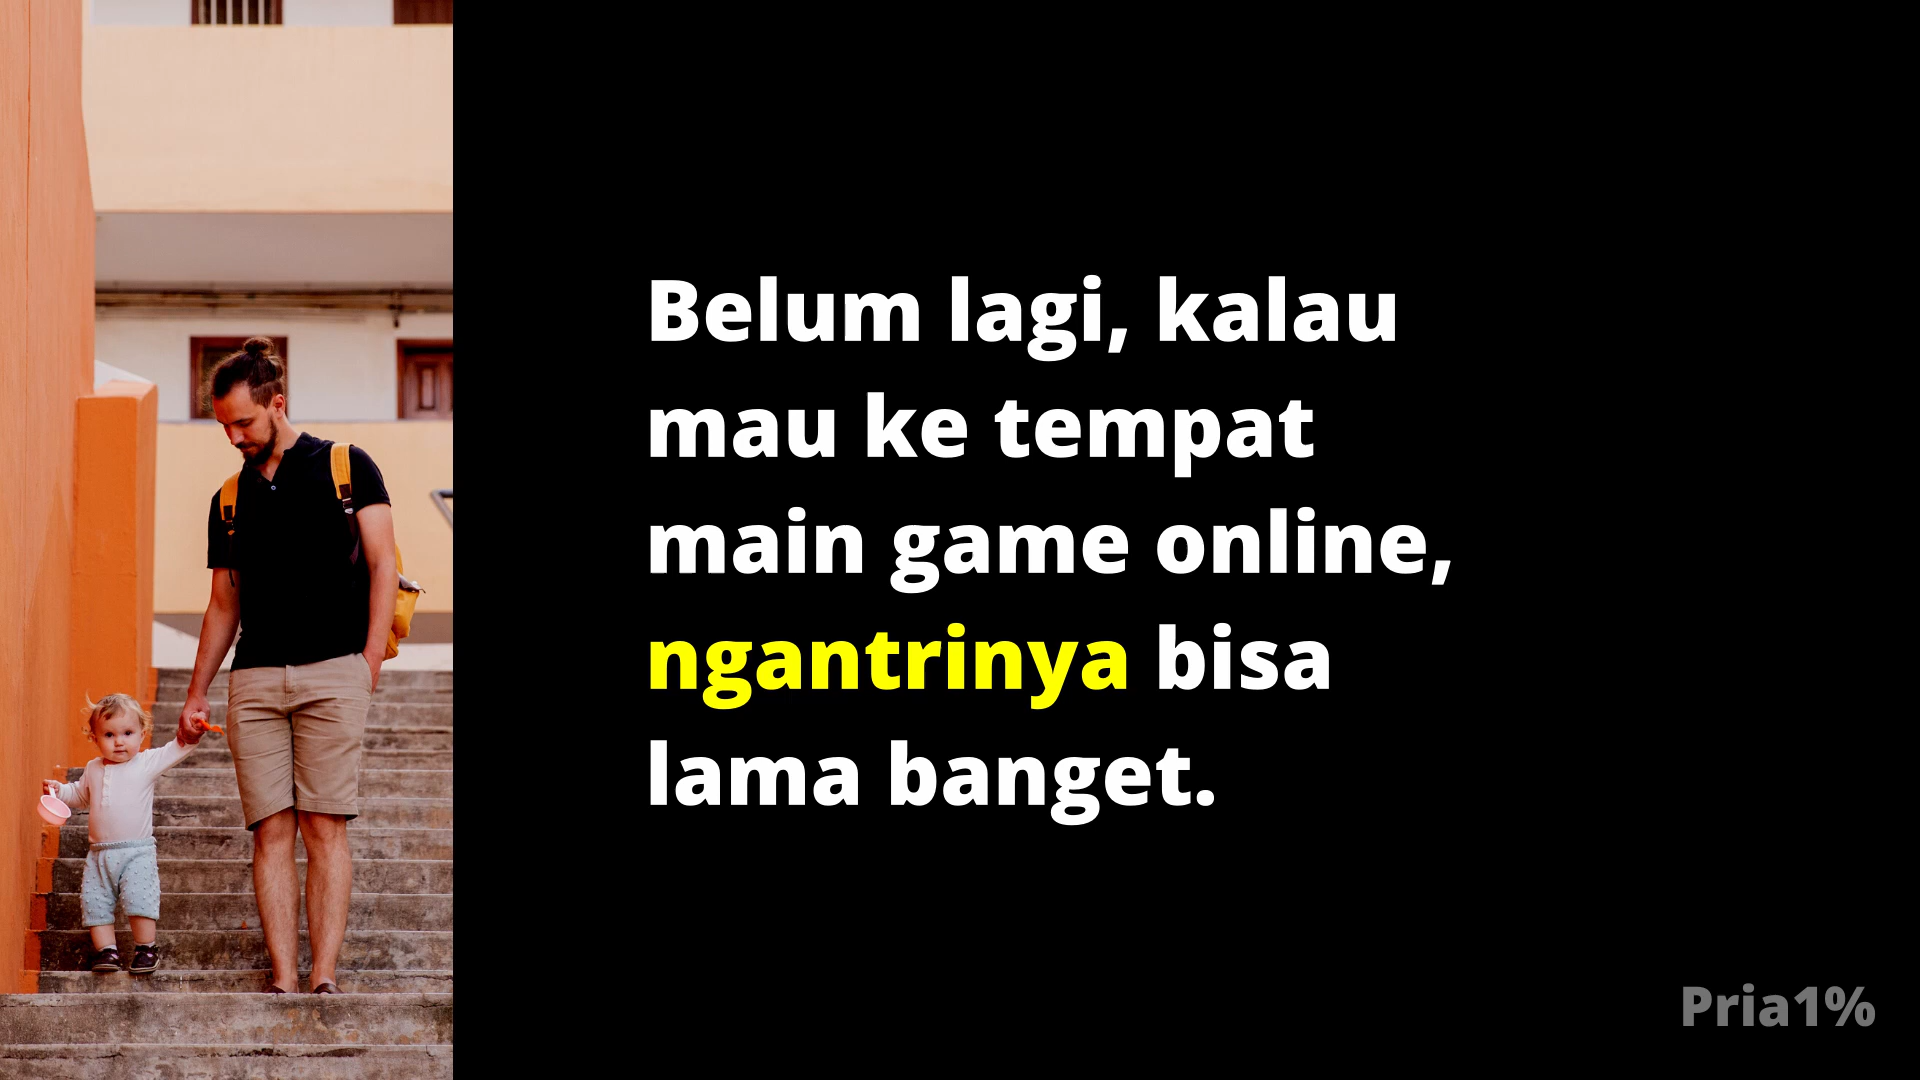 Belum lagi, kalau
mau ke tempat
main game online,
ngantrinya bisa
lama banget.
Pria1%